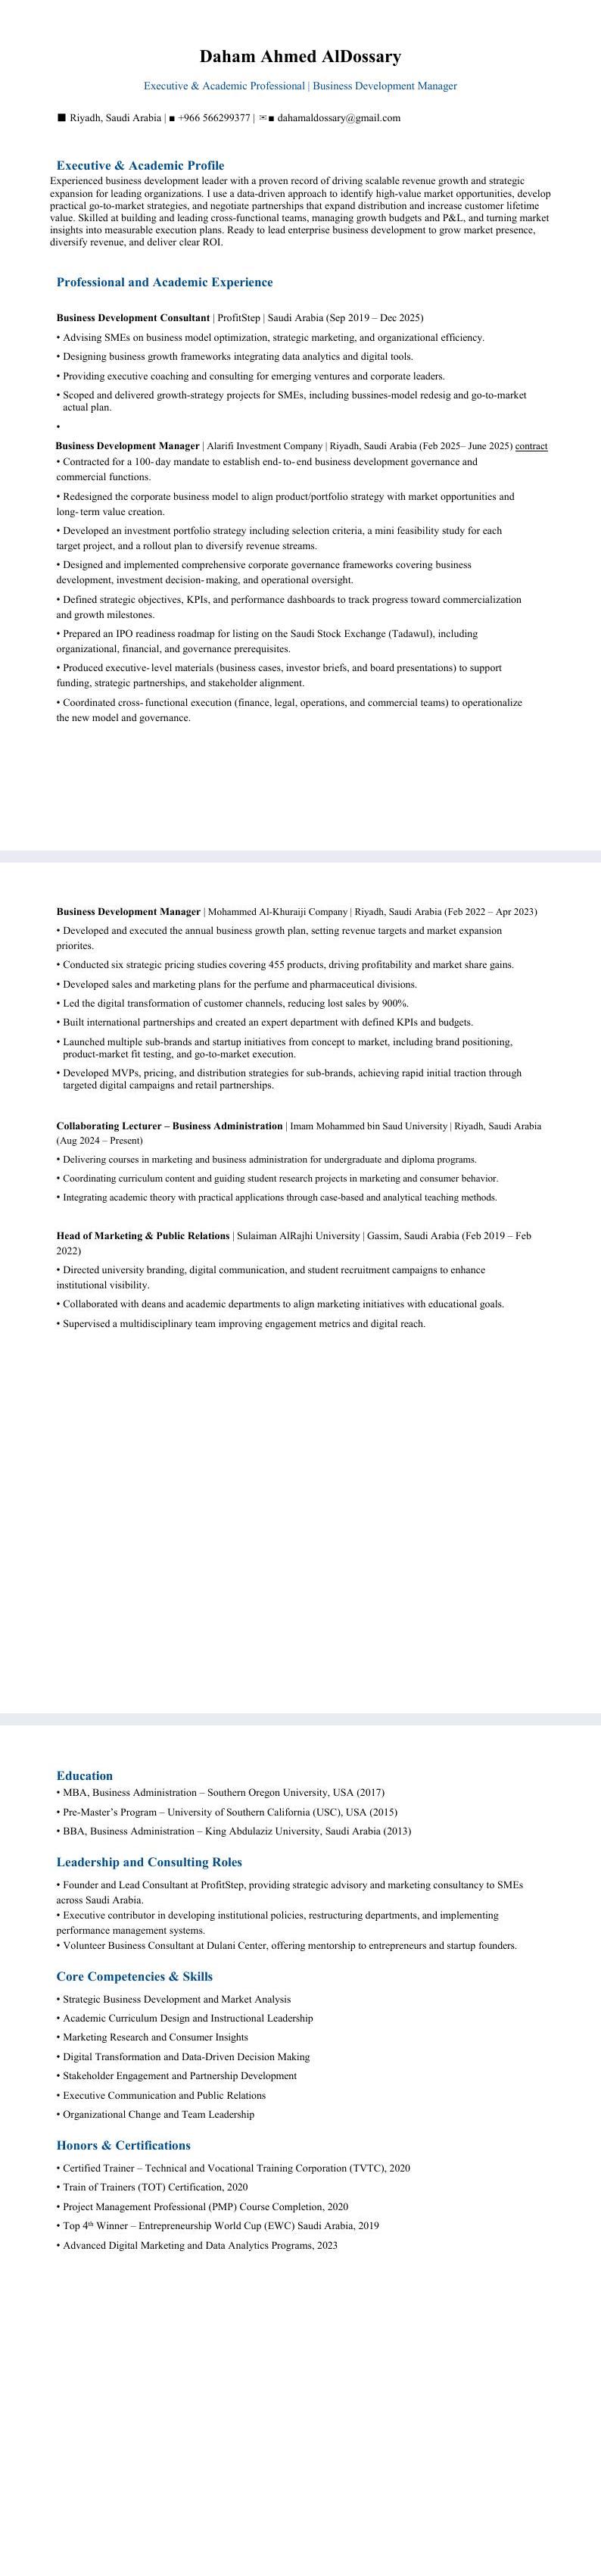 Daham Ahmed AlDossary
Executive & Academic Professional | Business Development Manager
■ Riyadh, Saudi Arabia | ■ +966 566299377 | ✉■ dahamaldossary@gmail.com
Executive & Academic Profile
Experienced business development leader with a proven record of driving scalable revenue growth and strategic
expansion for leading organizations. I use a data-driven approach to identify high-value market opportunities, develop
practical go-to-market strategies, and negotiate partnerships that expand distribution and increase customer lifetime
value. Skilled at building and leading cross-functional teams, managing growth budgets and P&L, and turning market
insights into measurable execution plans. Ready to lead enterprise business development to grow market presence,
diversify revenue, and deliver clear ROI.
Professional and Academic Experience
Business Development Consultant | ProfitStep | Saudi Arabia (Sep 2019 – Dec 2025)
• Advising SMEs on business model optimization, strategic marketing, and organizational efficiency.
• Designing business growth frameworks integrating data analytics and digital tools.
• Providing executive coaching and consulting for emerging ventures and corporate leaders.
• Scoped and delivered growth-strategy projects for SMEs, including bussines-model redesig and go-to-market
actual plan.
•
Business Development Manager | Alarifi Investment Company | Riyadh, Saudi Arabia (Feb 2025– June 2025) contract
• Contracted for a 100-day mandate to establish end-to-end business development governance and
commercial functions.
• Redesigned the corporate business model to align product/portfolio strategy with market opportunities and
long-term value creation.
• Developed an investment portfolio strategy including selection criteria, a mini feasibility study for each
target project, and a rollout plan to diversify revenue streams.
• Designed and implemented comprehensive corporate governance frameworks covering business
development, investment decision-making, and operational oversight.
• Defined strategic objectives, KPIs, and performance dashboards to track progress toward commercialization
and growth milestones.
• Prepared an IPO readiness roadmap for listing on the Saudi Stock Exchange (Tadawul), including
organizational, financial, and governance prerequisites.
• Produced executive-level materials (business cases, investor briefs, and board presentations) to support
funding, strategic partnerships, and stakeholder alignment.
• Coordinated cross-functional execution (finance, legal, operations, and commercial teams) to operationalize
the new model and governance.
Business Development Manager | Mohammed Al-Khuraiji Company | Riyadh, Saudi Arabia (Feb 2022 – Apr 2023)
• Developed and executed the annual business growth plan, setting revenue targets and market expansion
priorites.
• Conducted six strategic pricing studies covering 455 products, driving profitability and market share gains.
• Developed sales and marketing plans for the perfume and pharmaceutical divisions.
• Led the digital transformation of customer channels, reducing lost sales by 900%.
• Built international partnerships and created an expert department with defined KPIs and budgets.
• Launched multiple sub-brands and startup initiatives from concept to market, including brand positioning,
product-market fit testing, and go-to-market execution.
• Developed MVPs, pricing, and distribution strategies for sub-brands, achieving rapid initial traction through
targeted digital campaigns and retail partnerships.
Collaborating Lecturer – Business Administration | Imam Mohammed bin Saud University | Riyadh, Saudi Arabia
(Aug 2024 – Present)
• Delivering courses in marketing and business administration for undergraduate and diploma programs.
• Coordinating curriculum content and guiding student research projects in marketing and consumer behavior.
• Integrating academic theory with practical applications through case-based and analytical teaching methods.
Head of Marketing & Public Relations | Sulaiman AlRajhi University | Gassim, Saudi Arabia (Feb 2019 – Feb
2022)
• Directed university branding, digital communication, and student recruitment campaigns to enhance
institutional visibility.
• Collaborated with deans and academic departments to align marketing initiatives with educational goals.
• Supervised a multidisciplinary team improving engagement metrics and digital reach.
Education
• MBA, Business Administration – Southern Oregon University, USA (2017)
• Pre-Master’s Program – University of Southern California (USC), USA (2015)
• BBA, Business Administration – King Abdulaziz University, Saudi Arabia (2013)
Leadership and Consulting Roles
• Founder and Lead Consultant at ProfitStep, providing strategic advisory and marketing consultancy to SMEs
across Saudi Arabia.
• Executive contributor in developing institutional policies, restructuring departments, and implementing
performance management systems.
• Volunteer Business Consultant at Dulani Center, offering mentorship to entrepreneurs and startup founders.
Core Competencies & Skills
• Strategic Business Development and Market Analysis
• Academic Curriculum Design and Instructional Leadership
• Marketing Research and Consumer Insights
• Digital Transformation and Data-Driven Decision Making
• Stakeholder Engagement and Partnership Development
• Executive Communication and Public Relations
• Organizational Change and Team Leadership
Honors & Certifications
• Certified Trainer – Technical and Vocational Training Corporation (TVTC), 2020
• Train of Trainers (TOT) Certification, 2020
• Project Management Professional (PMP) Course Completion, 2020
• Top 4th Winner – Entrepreneurship World Cup (EWC) Saudi Arabia, 2019
• Advanced Digital Marketing and Data Analytics Programs, 2023